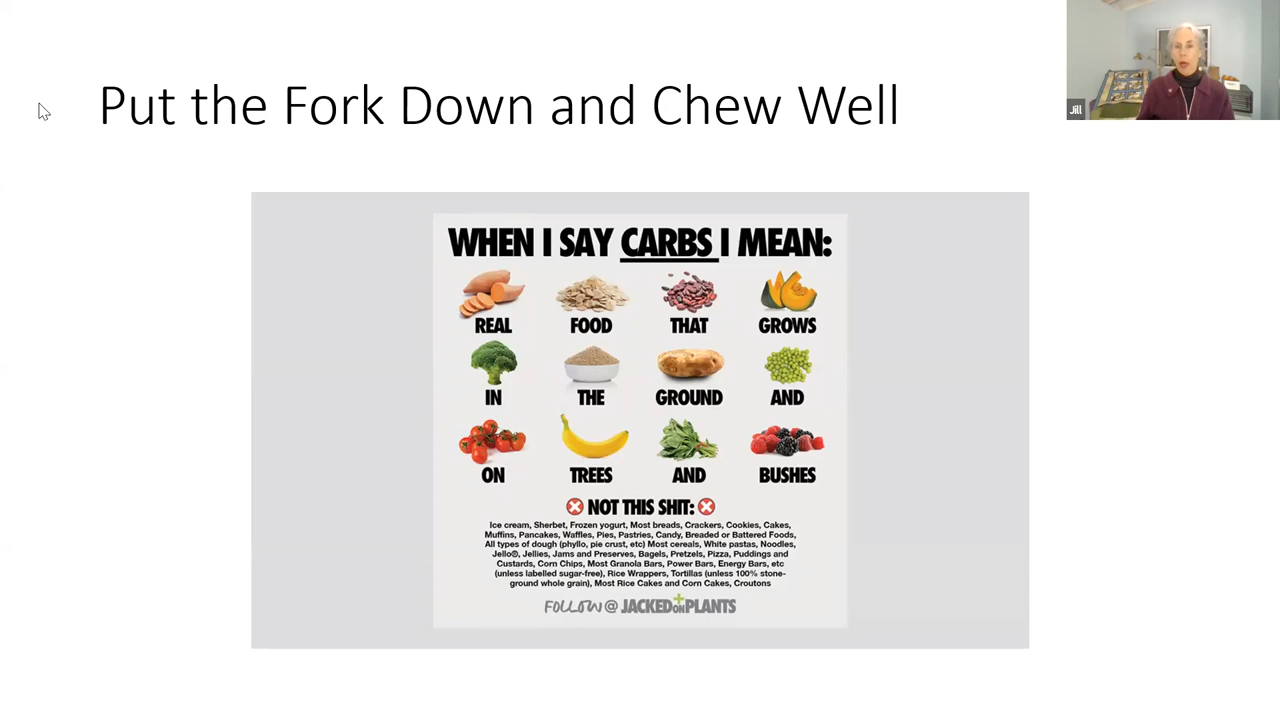 Put the Fork Down and Chew Well
Jill
WHEN I SAY CARBS I MEAN:
REAL FOOD THAT GROWS
IN THE GROUND AND
ON TREES AND BUSHES
NOT THIS SHIT:
Ice cream, Sherbet, Frozen yogurt, Most breads, Crackers, Cookies, Cakes,
Muffins, Pancakes, Waffles, Pies, Pastries, Candy, Breaded or Battered Foods,
All types of dough (phyllo, pie crust, etc) Most cereals, White pastas, Noodles,
Jello®, Jellies, Jams and Preserves, Bagels, Pretzels, Pizza, Puddings and
Custards, Corn Chips, Most Granola Bars, Power Bars, Energy Bars, etc
(unless labelled sugar-free), Rice Wrappers, Tortillas (unless 100% stone-
ground whole grain), Most Rice Cakes and Corn Cakes, Croutons
FOLLOW @ JACKED ON PLANTS